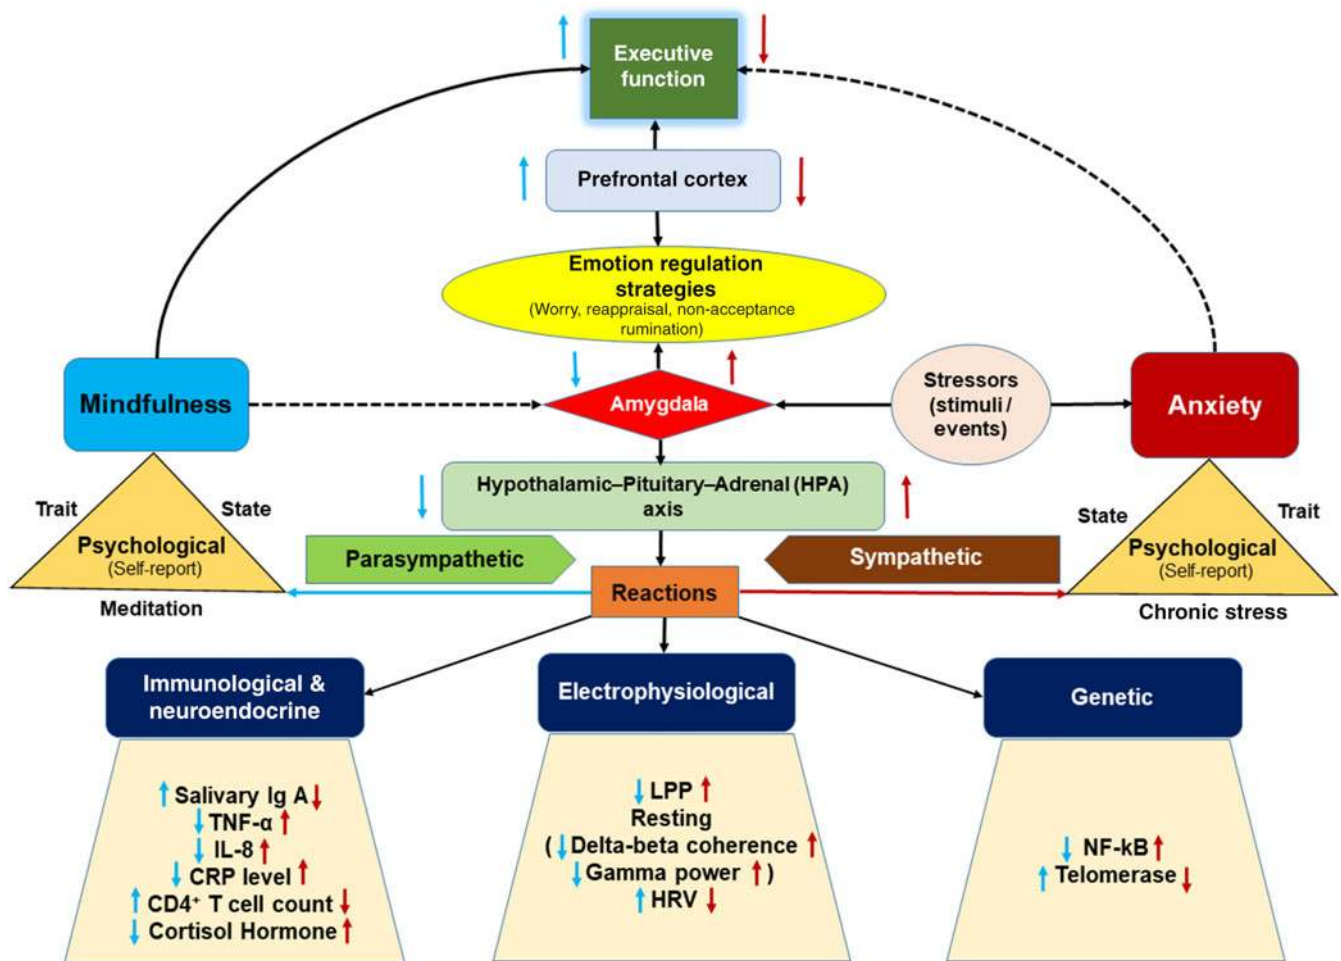 Executive
function
Prefrontal cortex
Emotion regulation
strategies
(Worry, reappraisal, non-acceptance
rumination)
Mindfulness
Amygdala
Stressors
(stimuli /
events)
Anxiety
Hypothalamic–Pituitary–Adrenal (HPA)
axis
Trait
State
Psychological
(Self-report)
Meditation
Parasympathetic
Sympathetic
Reactions
State
Trait
Psychological
(Self-report)
Chronic stress
Immunological &
neuroendocrine
↑ Salivary Ig A ↓
↓ TNF-α ↑
↓ IL-8 ↑
↓ CRP level ↑
↑ CD4⁺ T cell count ↓
↓ Cortisol Hormone ↑
Electrophysiological
↓ LPP ↑
Resting
( ↓ Delta-beta coherence ↑
↓ Gamma power ↑ )
↑ HRV ↓
Genetic
↓ NF-kB ↑
↑ Telomerase ↓